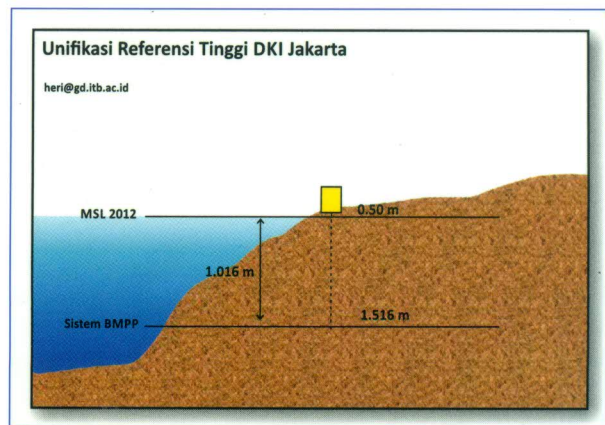 Unifikasi Referensi Tinggi DKI Jakarta
heri@gd.itb.ac.id
MSL 2012
0.50 m
1.016 m
Sistem BMPP
1.516 m